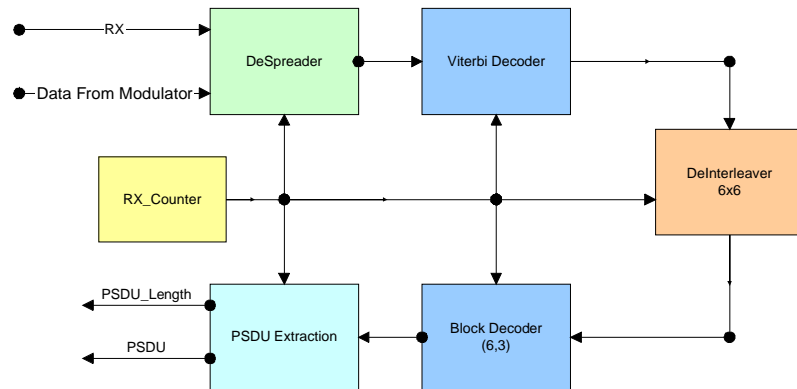 RX
DeSpreader
Viterbi Decoder
Data From Modulator
RX_Counter
DeInterleaver
6x6
PSDU_Length
PSDU Extraction
Block Decoder
(6,3)
PSDU